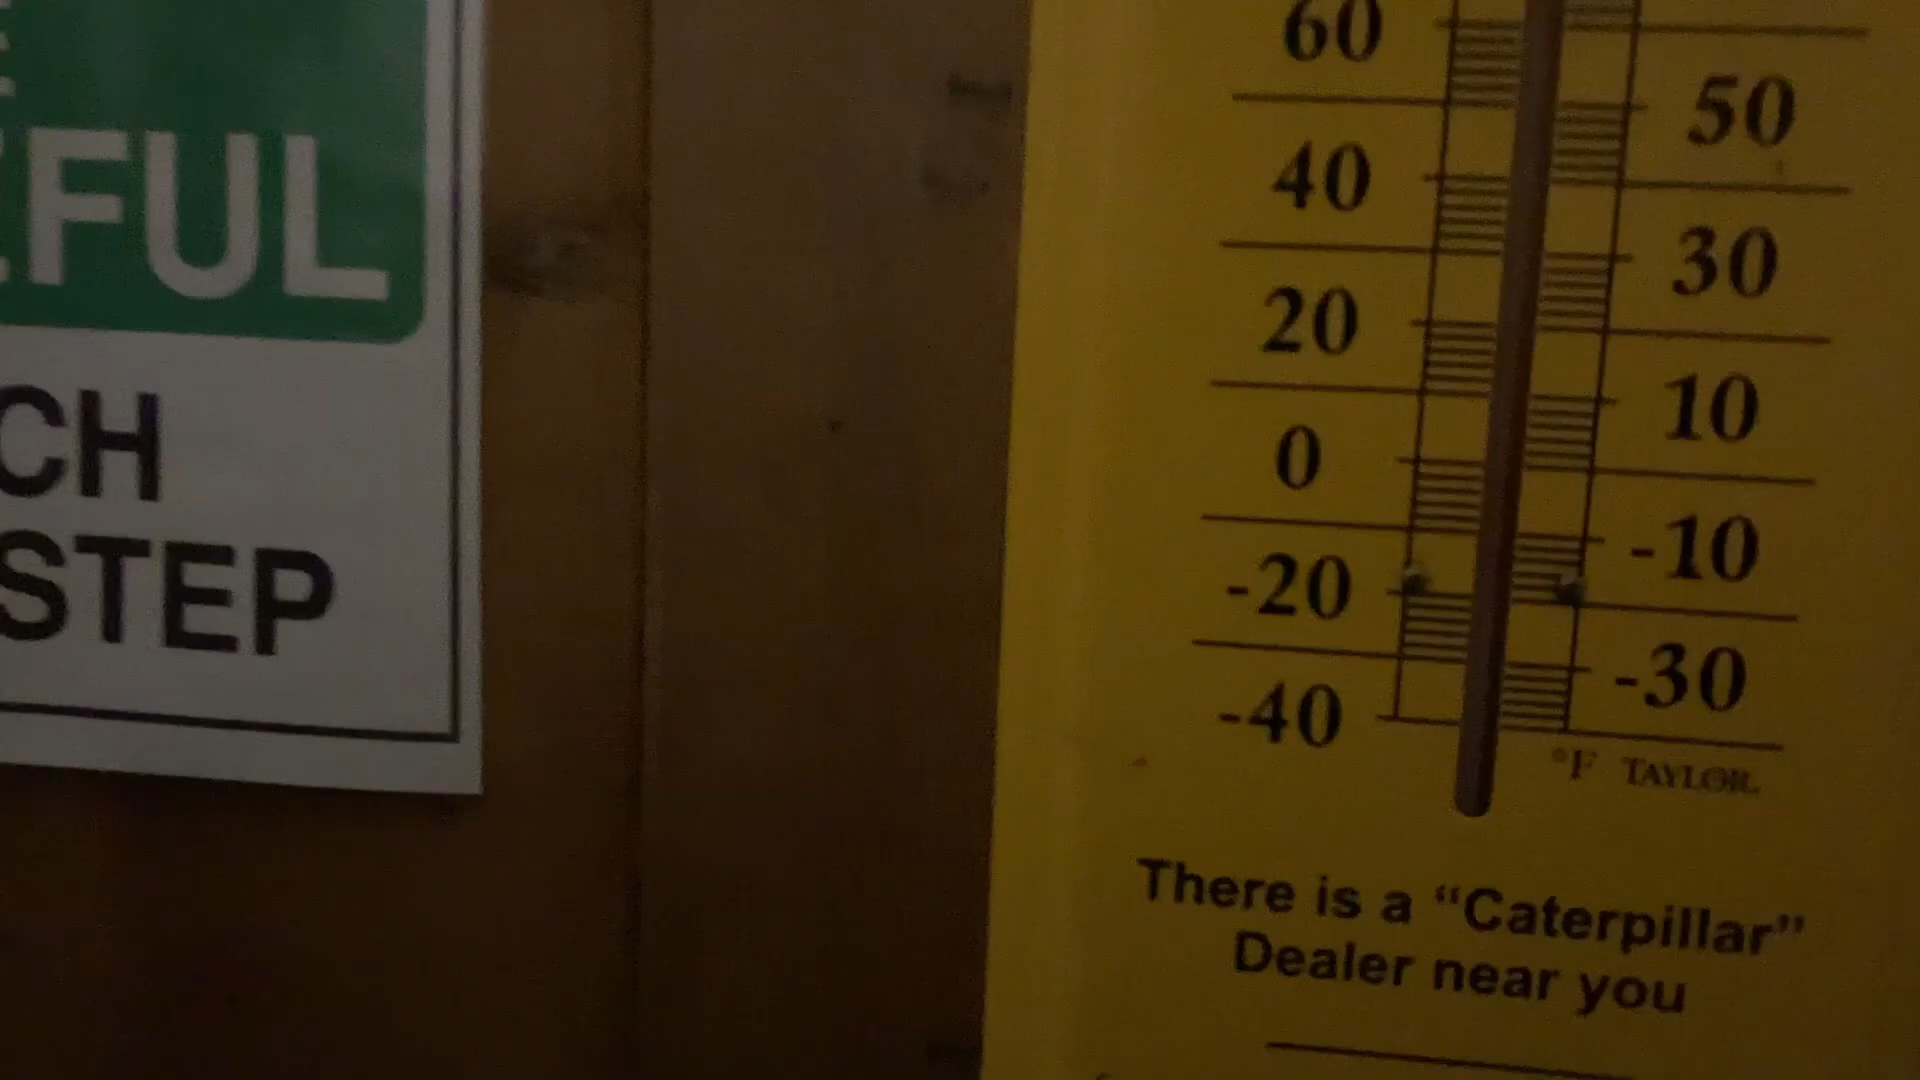 FUL
CH
STEP
60
50
40
30
20
10
0
-10
-20
-30
-40
°F TAYLOR
There is a “Caterpillar”
Dealer near you